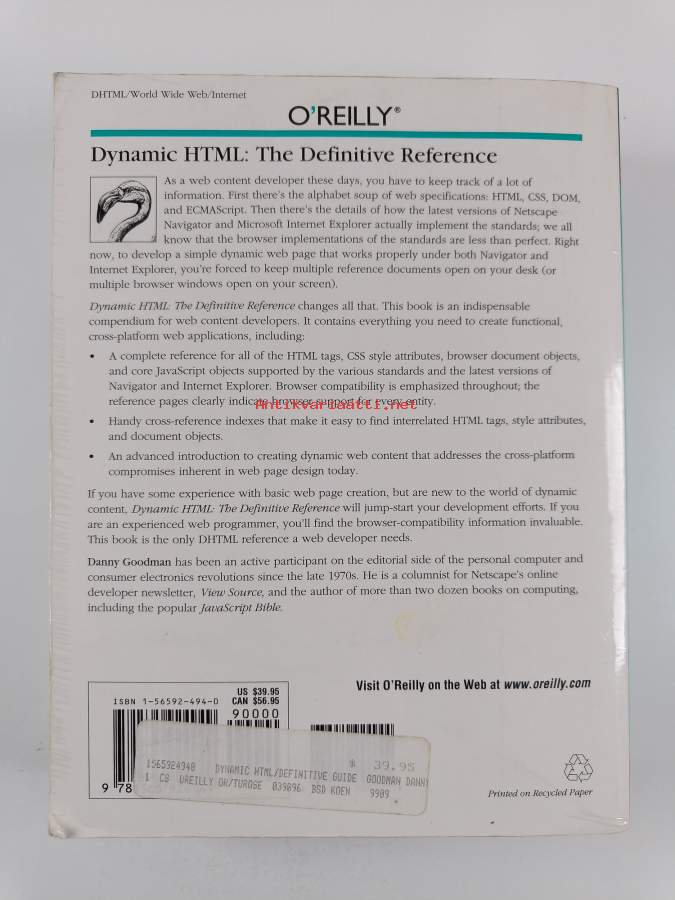 DHTML/World Wide Web/Internet
O'REILLY®
Dynamic HTML: The Definitive Reference
As a web content developer these days, you have to keep track of a lot of
information. First there's the alphabet soup of web specifications: HTML, CSS, DOM,
and ECMAScript. Then there's the details of how the latest versions of Netscape
Navigator and Microsoft Internet Explorer actually implement the standards; we all
know that the browser implementations of the standards are less than perfect. Right
now, to develop a simple dynamic web page that works properly under both Navigator and
Internet Explorer, you're forced to keep multiple reference documents open on your desk (or
multiple browser windows open on your screen).
Dynamic HTML: The Definitive Reference changes all that. This book is an indispensable
compendium for web content developers. It contains everything you need to create functional,
cross-platform web applications, including:
• A complete reference for all of the HTML tags, CSS style attributes, browser document objects,
and core JavaScript objects supported by the various standards and the latest versions of
Navigator and Internet Explorer. Browser compatibility is emphasized throughout; the
reference pages clearly indicate browser support for every entity.
Antikvariaatti.net
• Handy cross-reference indexes that make it easy to find interrelated HTML tags, style attributes,
and document objects.
• An advanced introduction to creating dynamic web content that addresses the cross-platform
compromises inherent in web page design today.
If you have some experience with basic web page creation, but are new to the world of dynamic
content, Dynamic HTML: The Definitive Reference will jump-start your development efforts. If you
are an experienced web programmer, you'll find the browser-compatibility information invaluable.
This book is the only DHTML reference a web developer needs.
Danny Goodman has been an active participant on the editorial side of the personal computer and
consumer electronics revolutions since the late 1970s. He is a columnist for Netscape's online
developer newsletter, View Source, and the author of more than two dozen books on computing,
including the popular JavaScript Bible.
Visit O'Reilly on the Web at www.oreilly.com
US $39.95
CAN $56.95
ISBN 1-56592-494-0
90000
9 78
1565924940 DYNAMIC HTML/DEFINITIVE GUIDE $ 39.95
GOODMAN DANNY
1 CB OREILLY OR/TUROSE 039896 BSD KOEN 9909
Printed on Recycled Paper